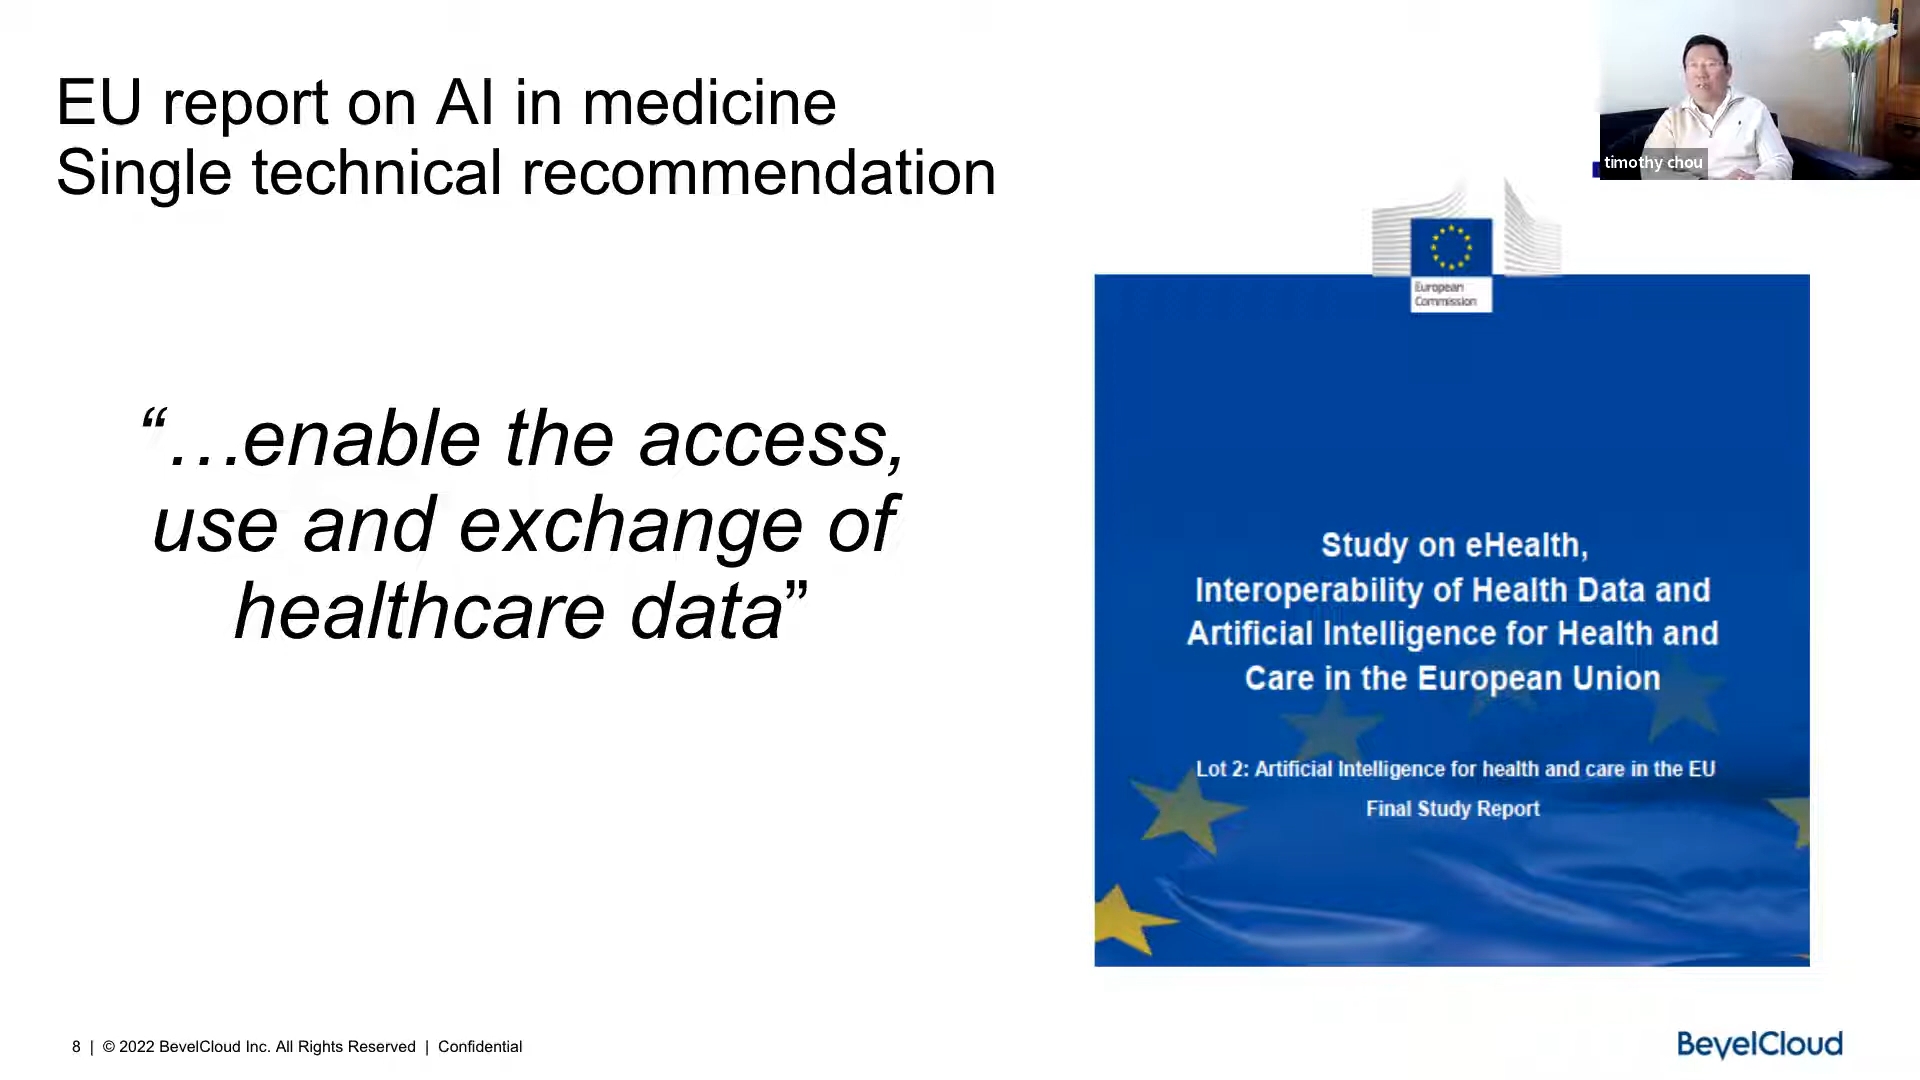 EU report on AI in medicine
Single technical recommendation
timothy chou
“…enable the access,
use and exchange of
healthcare data”
European
Commission
Study on eHealth,
Interoperability of Health Data and
Artificial Intelligence for Health and
Care in the European Union
Lot 2: Artificial Intelligence for health and care in the EU
Final Study Report
8 | © 2022 BevelCloud Inc. All Rights Reserved | Confidential
BevelCloud